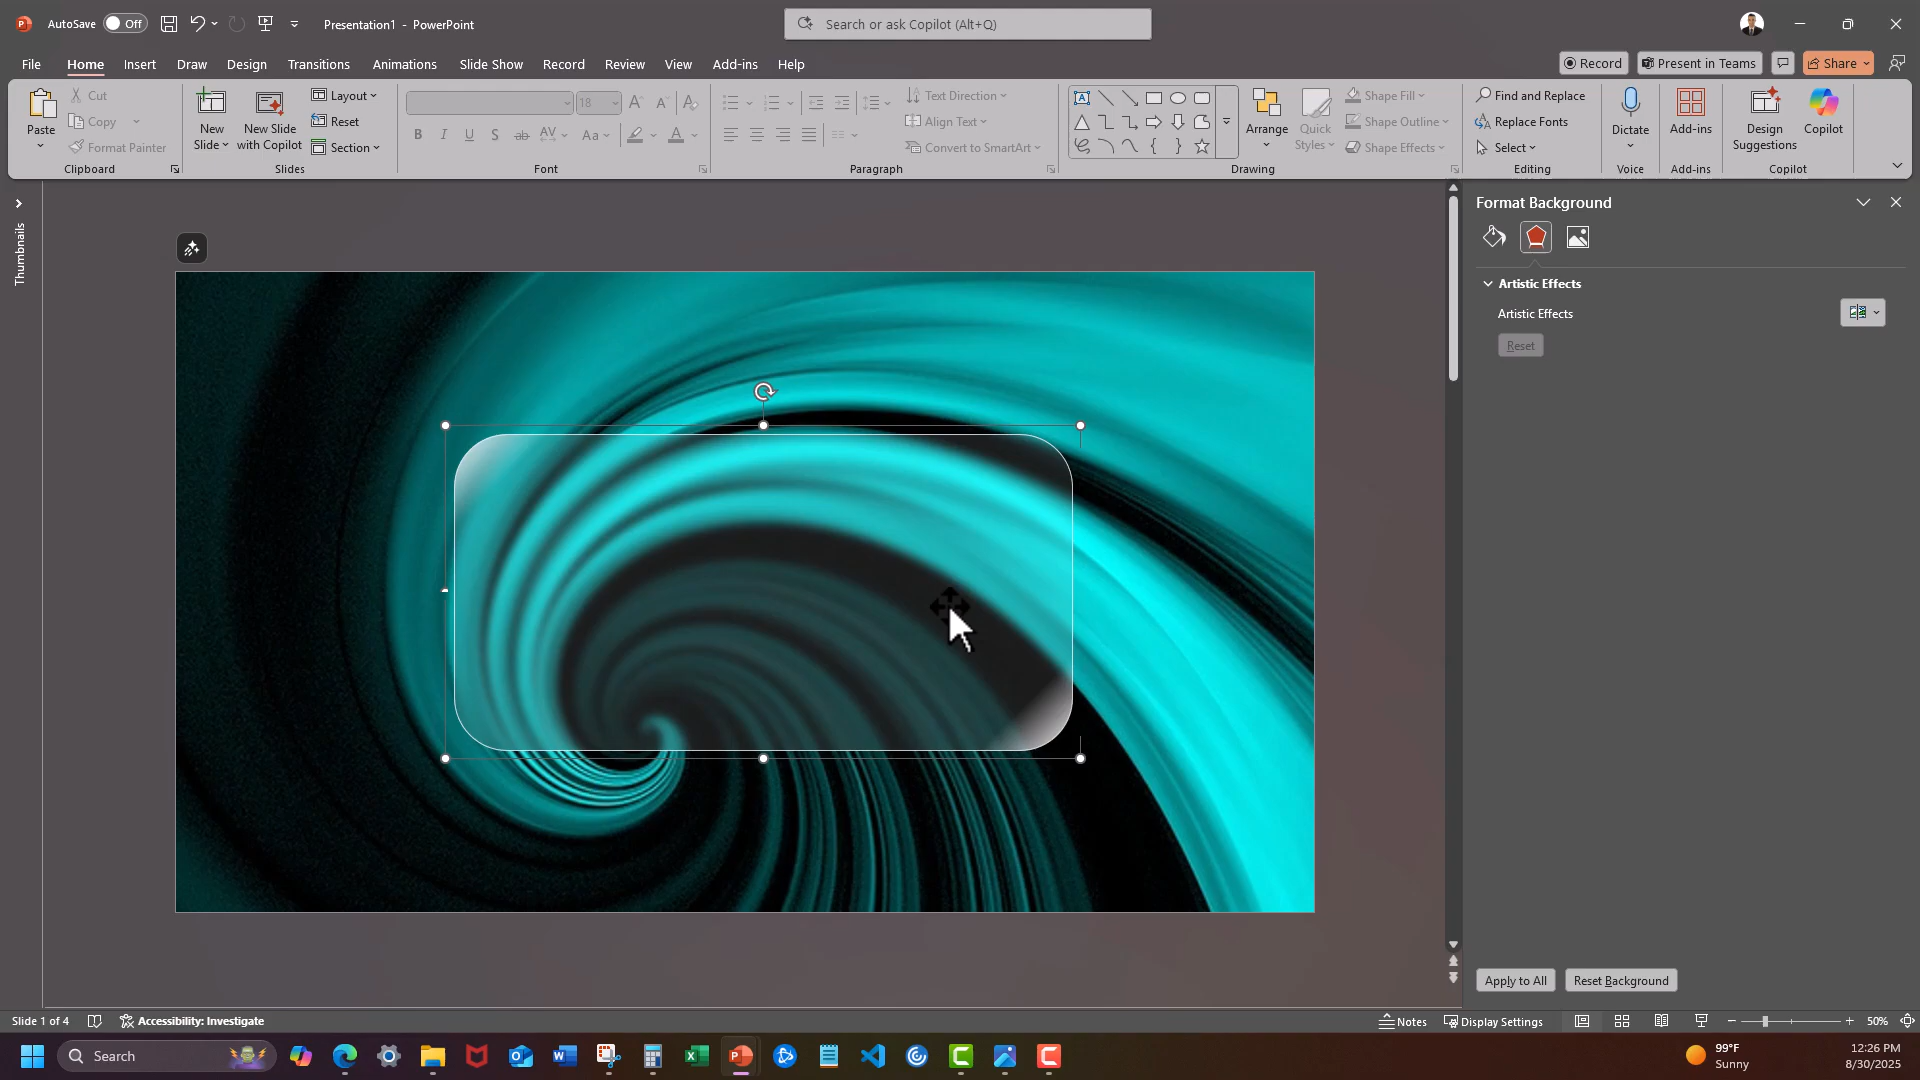 AutoSave Off Presentation1 - PowerPoint Search or ask Copilot (Alt+Q)
File Home Insert Draw Design Transitions Animations Slide Show Record Review View Add-ins Help Record Present in Teams Share
Paste
Cut
Copy
Format Painter
Clipboard
New Slide
New Slide with Copilot
Layout
Reset
Section
Slides
18
Font
Text Direction
Align Text
Convert to SmartArt
Paragraph
Arrange
Quick Styles
Shape Fill
Shape Outline
Shape Effects
Drawing
Find and Replace
Replace Fonts
Select
Editing
Dictate
Voice
Add-ins
Add-ins
Design Suggestions
Copilot
Copilot
Thumbnails
Format Background
Artistic Effects
Artistic Effects
Reset
Apply to All Reset Background
Slide 1 of 4 Accessibility: Investigate Notes Display Settings 50%
Search
99°F
Sunny
12:26 PM
8/30/2025